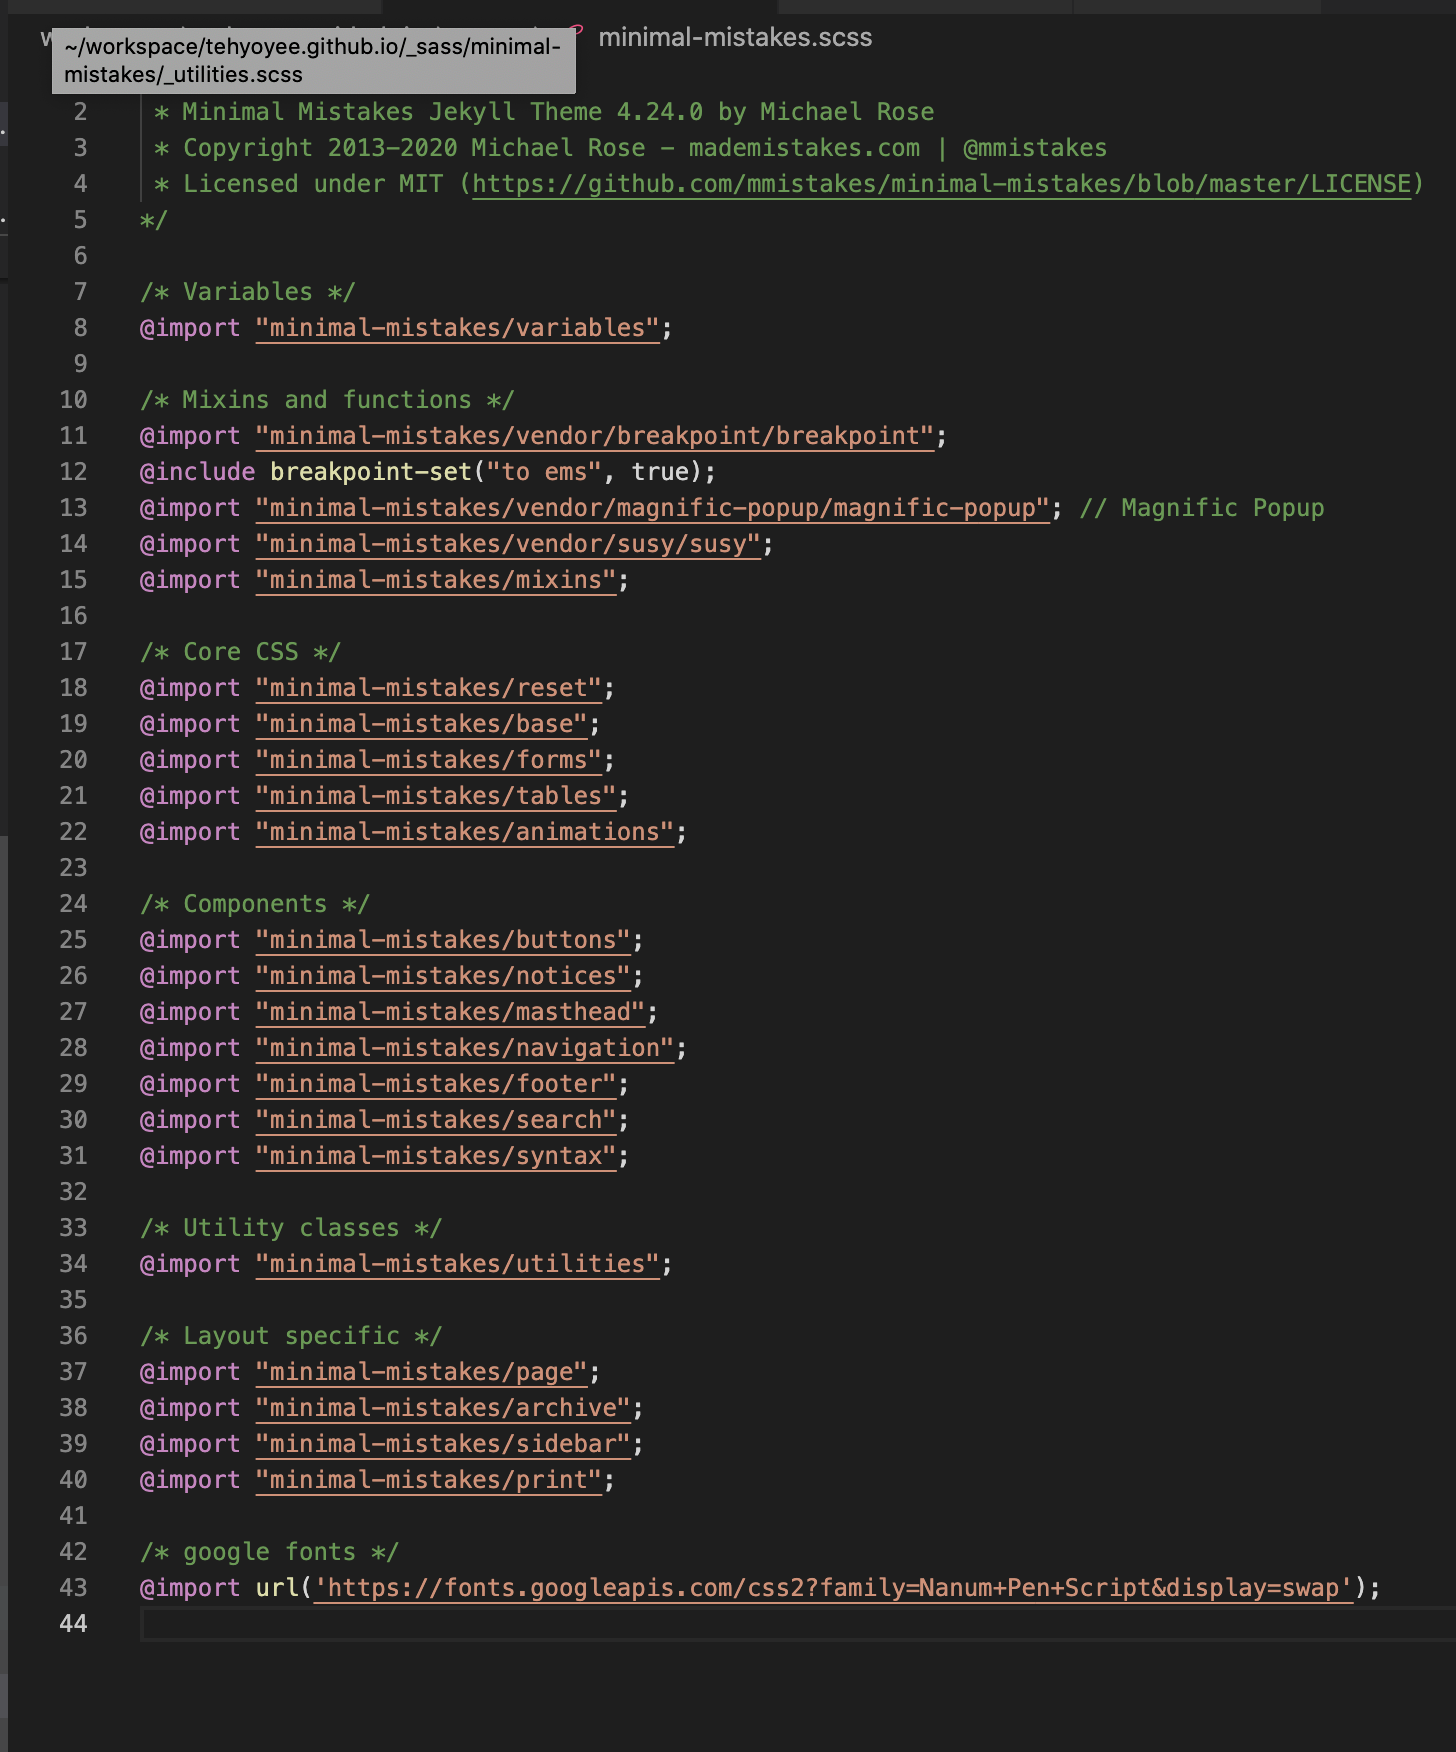 minimal-mistakes.scss
~/workspace/tehyoyee.github.io/_sass/minimal-
mistakes/_utilities.scss
2 * Minimal Mistakes Jekyll Theme 4.24.0 by Michael Rose
3 * Copyright 2013-2020 Michael Rose - mademistakes.com | @mmistakes
4 * Licensed under MIT (https://github.com/mmistakes/minimal-mistakes/blob/master/LICENSE)
5 */
6
7 /* Variables */
8 @import "minimal-mistakes/variables";
9
10 /* Mixins and functions */
11 @import "minimal-mistakes/vendor/breakpoint/breakpoint";
12 @include breakpoint-set("to ems", true);
13 @import "minimal-mistakes/vendor/magnific-popup/magnific-popup"; // Magnific Popup
14 @import "minimal-mistakes/vendor/susy/susy";
15 @import "minimal-mistakes/mixins";
16
17 /* Core CSS */
18 @import "minimal-mistakes/reset";
19 @import "minimal-mistakes/base";
20 @import "minimal-mistakes/forms";
21 @import "minimal-mistakes/tables";
22 @import "minimal-mistakes/animations";
23
24 /* Components */
25 @import "minimal-mistakes/buttons";
26 @import "minimal-mistakes/notices";
27 @import "minimal-mistakes/masthead";
28 @import "minimal-mistakes/navigation";
29 @import "minimal-mistakes/footer";
30 @import "minimal-mistakes/search";
31 @import "minimal-mistakes/syntax";
32
33 /* Utility classes */
34 @import "minimal-mistakes/utilities";
35
36 /* Layout specific */
37 @import "minimal-mistakes/page";
38 @import "minimal-mistakes/archive";
39 @import "minimal-mistakes/sidebar";
40 @import "minimal-mistakes/print";
41
42 /* google fonts */
43 @import url('https://fonts.googleapis.com/css2?family=Nanum+Pen+Script&display=swap');
44